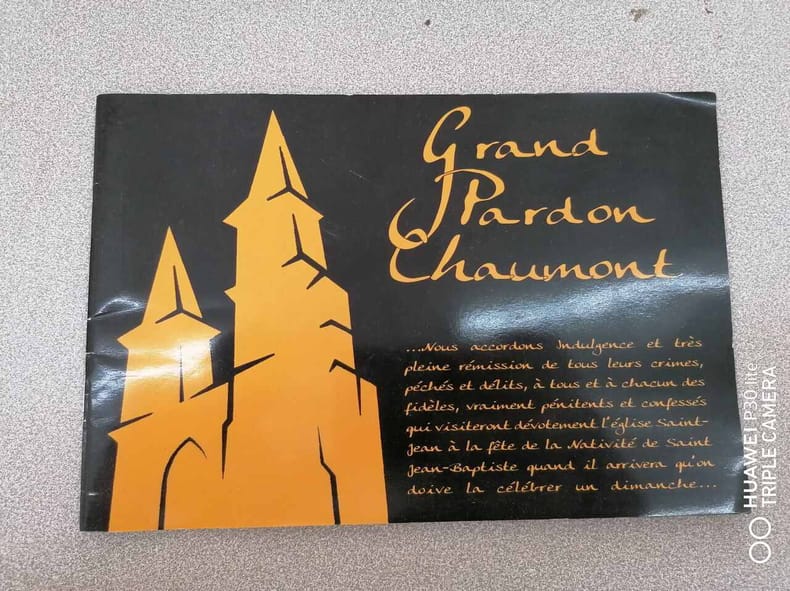 Grand
Pardon
Chaumont
...Nous accordons Indulgence et très
pleine rémission de tous leurs crimes,
péchés et délits, à tous et à chacun des
fidèles, vraiment pénitents et confessés
qui visiteront dévotement l'église Saint-
Jean à la fête de la Nativité de Saint
Jean-Baptiste quand il arrivera qu'on
doive la célébrer un dimanche...
HUAWEI P30 lite
TRIPLE CAMERA